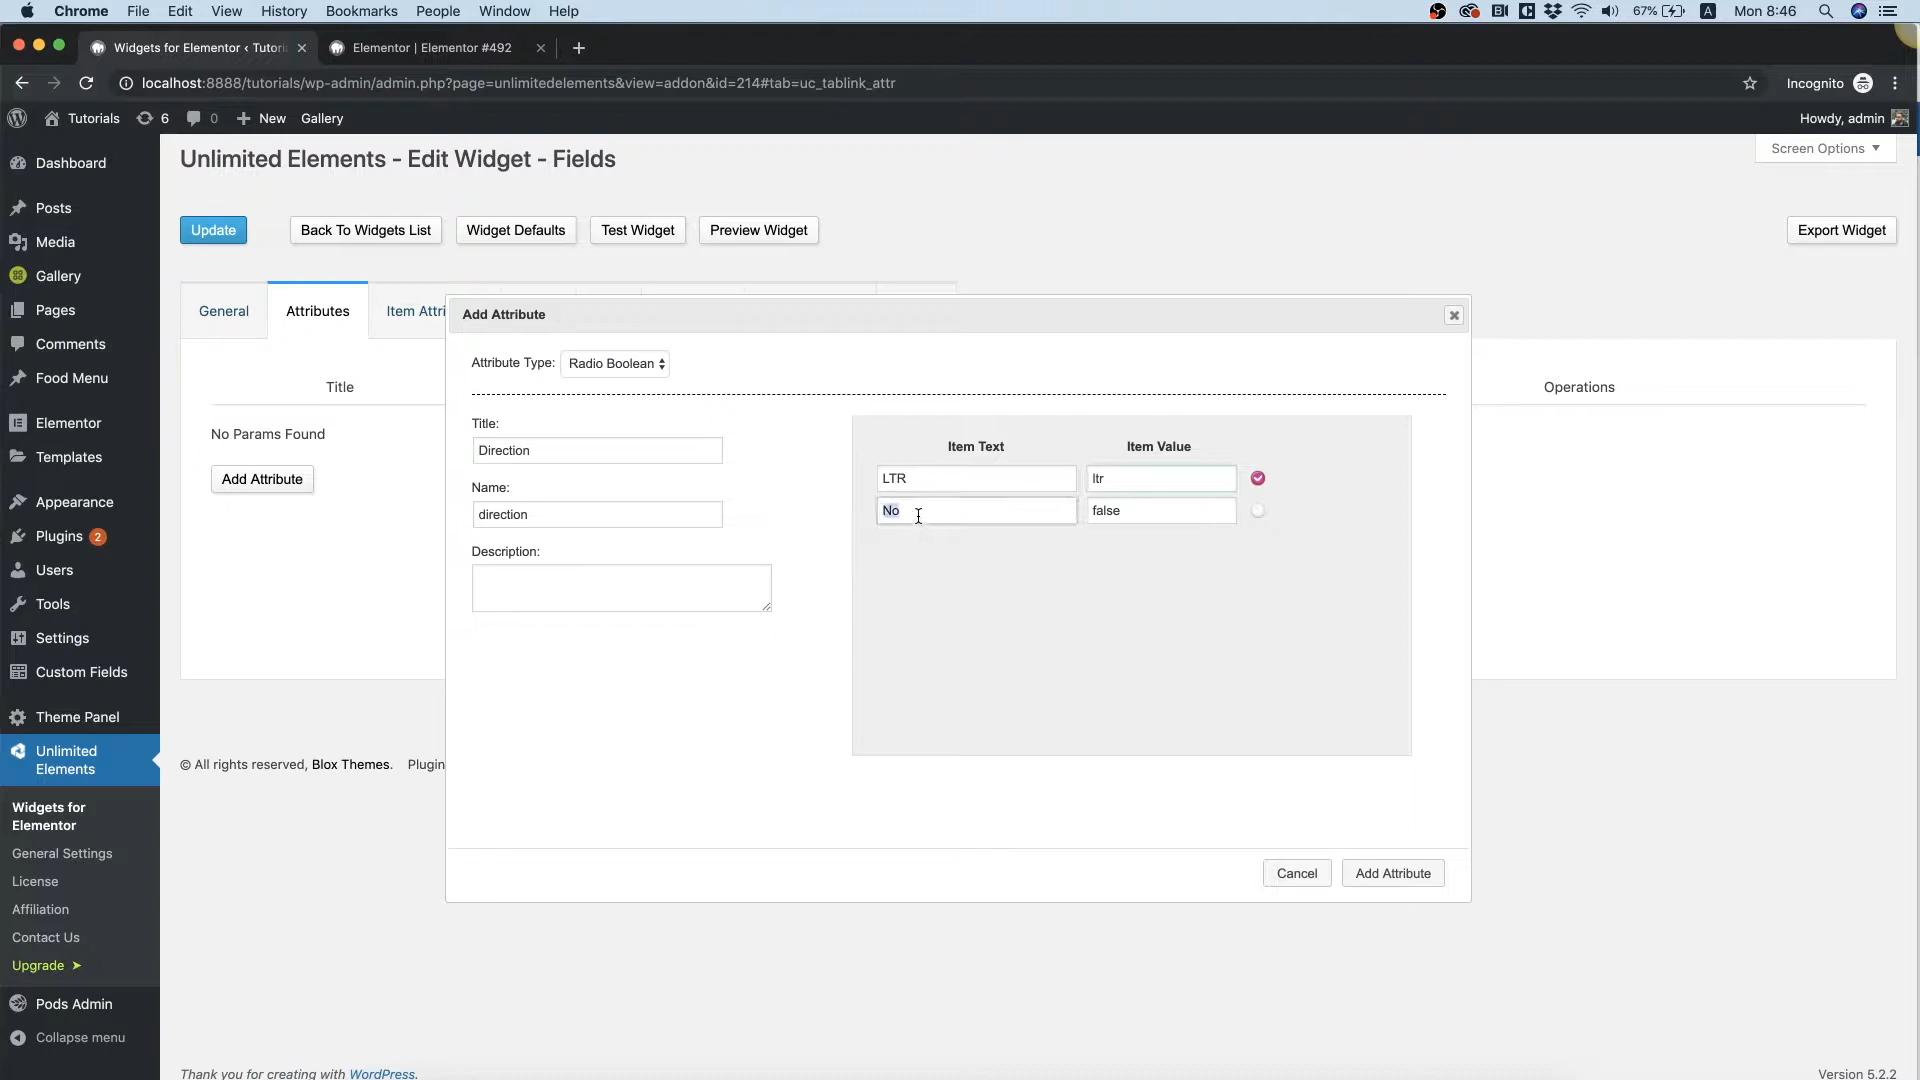 Chrome File Edit View History Bookmarks People Window Help
67% A Mon 8:46
Widgets for Elementor ‹ Tutori
Elementor | Elementor #492
localhost:8888/tutorials/wp-admin/admin.php?page=unlimitedelements&view=addon&id=214#tab=uc_tablink_attr
Incognito
Tutorials 6 0 New Gallery
Howdy, admin
Dashboard
Posts
Media
Gallery
Pages
Comments
Food Menu
Elementor
Templates
Appearance
Plugins 2
Users
Tools
Settings
Custom Fields
Theme Panel
Unlimited
Elements
Widgets for
Elementor
General Settings
License
Affiliation
Contact Us
Upgrade ➤
Pods Admin
Collapse menu
Unlimited Elements - Edit Widget - Fields
Screen Options
Update
Back To Widgets List
Widget Defaults
Test Widget
Preview Widget
Export Widget
General
Attributes
Item Attri
Title
Operations
No Params Found
Add Attribute
Add Attribute
Attribute Type: Radio Boolean
Title:
Direction
Name:
direction
Description:
Item Text Item Value
LTR ltr
No false
Cancel
Add Attribute
© All rights reserved, Blox Themes. Plugin
Thank you for creating with WordPress.
Version 5.2.2